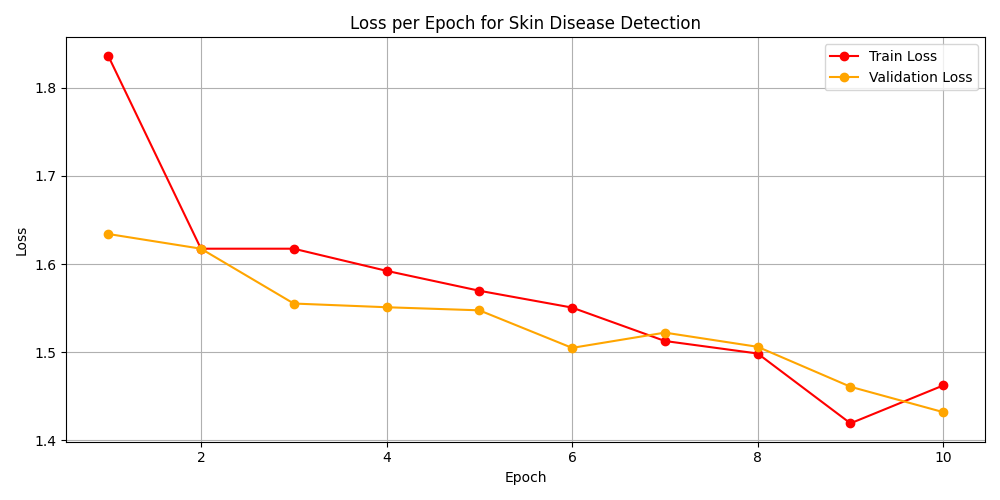 Loss per Epoch for Skin Disease Detection
Train Loss
Validation Loss
1.8
1.7
1.6
1.5
1.4
Loss
2 4 6 8 10
Epoch